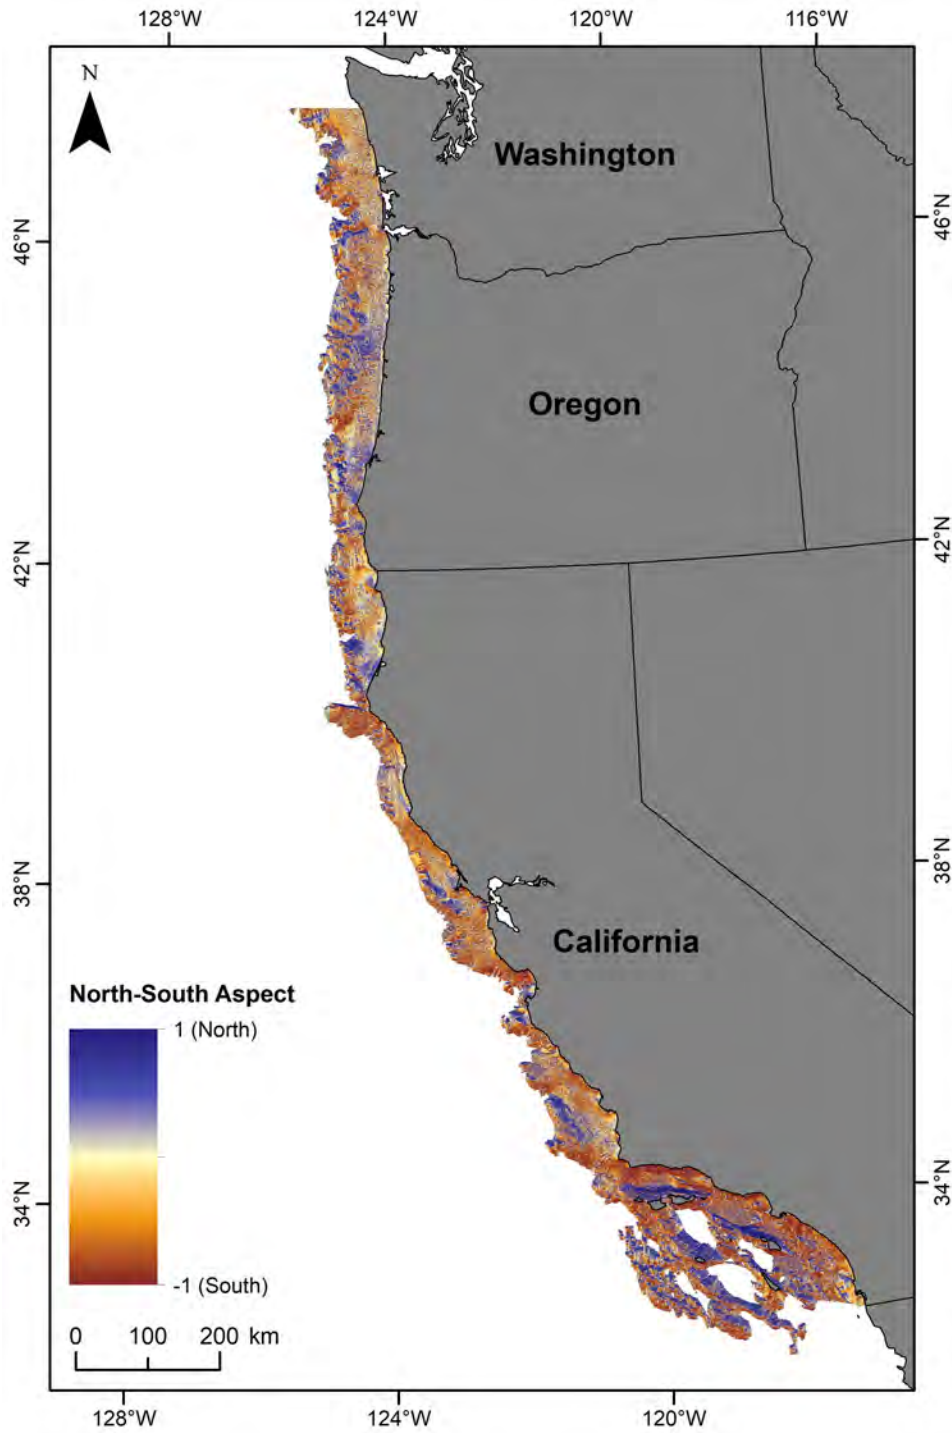 128°W 124°W 120°W 116°W
N
Washington
46°N 46°N
Oregon
42°N 42°N
38°N 38°N
California
North-South Aspect
1 (North)
34°N 34°N
-1 (South)
0 100 200 km
128°W 124°W 120°W